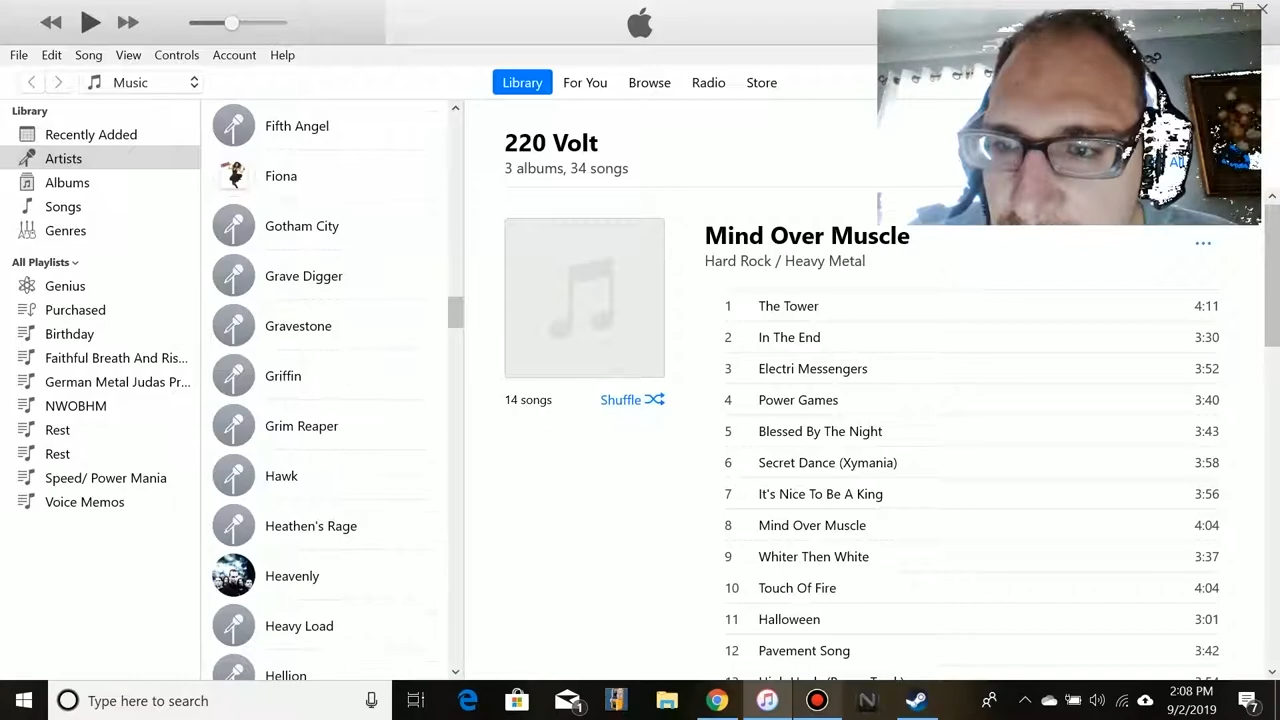 File Edit Song View Controls Account Help
Music
Library For You Browse Radio Store
Library
Recently Added
Artists
Albums
Songs
Genres
All Playlists
Genius
Purchased
Birthday
Faithful Breath And Ris...
German Metal Judas Pr...
NWOBHM
Rest
Rest
Speed/ Power Mania
Voice Memos
Fifth Angel
Fiona
Gotham City
Grave Digger
Gravestone
Griffin
Grim Reaper
Hawk
Heathen's Rage
Heavenly
Heavy Load
Hellion
220 Volt
3 albums, 34 songs
All
14 songs Shuffle
Mind Over Muscle
Hard Rock / Heavy Metal
1 The Tower 4:11
2 In The End 3:30
3 Electri Messengers 3:52
4 Power Games 3:40
5 Blessed By The Night 3:43
6 Secret Dance (Xymania) 3:58
7 It's Nice To Be A King 3:56
8 Mind Over Muscle 4:04
9 Whiter Then White 3:37
10 Touch Of Fire 4:04
11 Halloween 3:01
12 Pavement Song 3:42
Type here to search
1
N
2:08 PM
9/2/2019
7